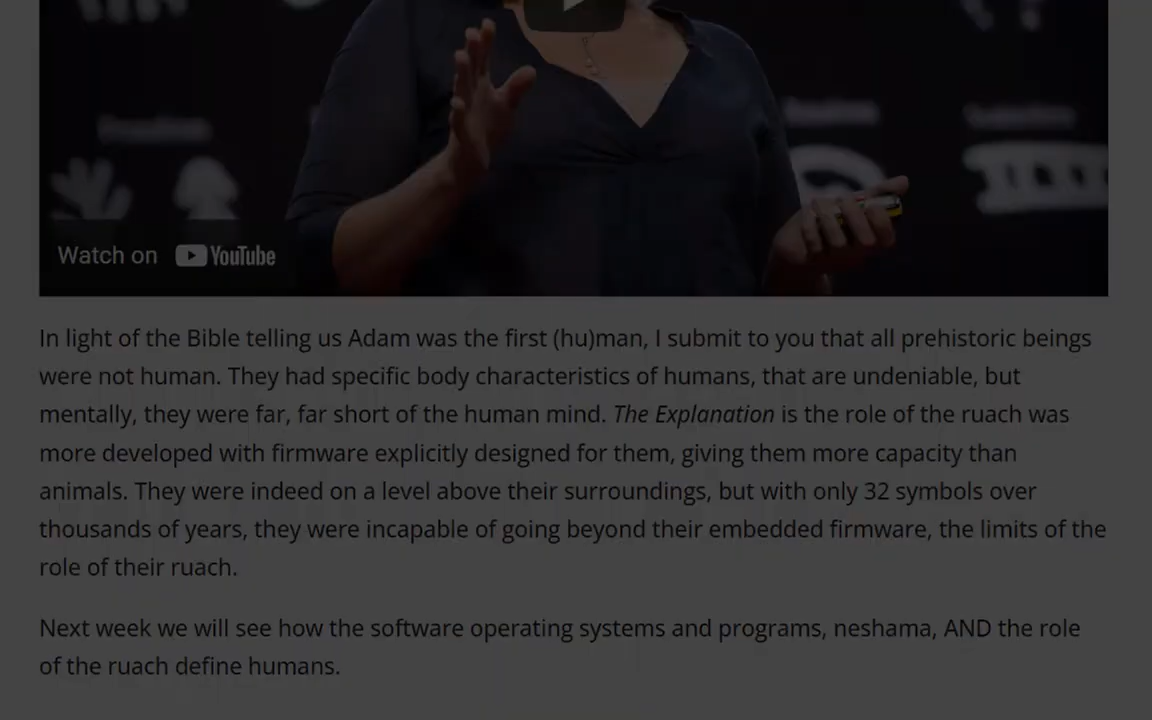 Watch on YouTube
In light of the Bible telling us Adam was the first (hu)man, I submit to you that all prehistoric beings
were not human. They had specific body characteristics of humans, that are undeniable, but
mentally, they were far, far short of the human mind. The Explanation is the role of the ruach was
more developed with firmware explicitly designed for them, giving them more capacity than
animals. They were indeed on a level above their surroundings, but with only 32 symbols over
thousands of years, they were incapable of going beyond their embedded firmware, the limits of the
role of their ruach.
Next week we will see how the software operating systems and programs, neshama, AND the role
of the ruach define humans.